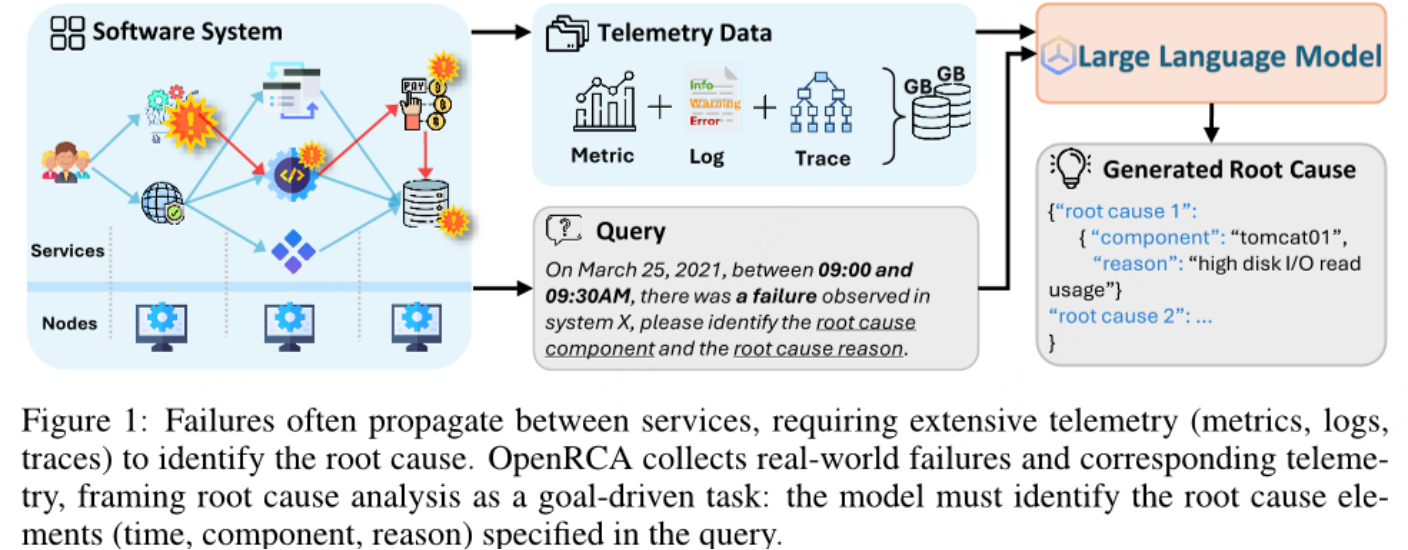 Software System
Services
Nodes
PAY
Telemetry Data
Info
Warning
Error
Metric
+
Log
+
Trace
GB
GB
Query
On March 25, 2021, between 09:00 and
09:30AM, there was a failure observed in
system X, please identify the root cause
component and the root cause reason.
Large Language Model
Generated Root Cause
{“root cause 1”:
{ “component”: “tomcat01”,
“reason”: “high disk I/O read
usage”}
“root cause 2”: ...
}
Figure 1: Failures often propagate between services, requiring extensive telemetry (metrics, logs,
traces) to identify the root cause. OpenRCA collects real-world failures and corresponding teleme-
try, framing root cause analysis as a goal-driven task: the model must identify the root cause ele-
ments (time, component, reason) specified in the query.